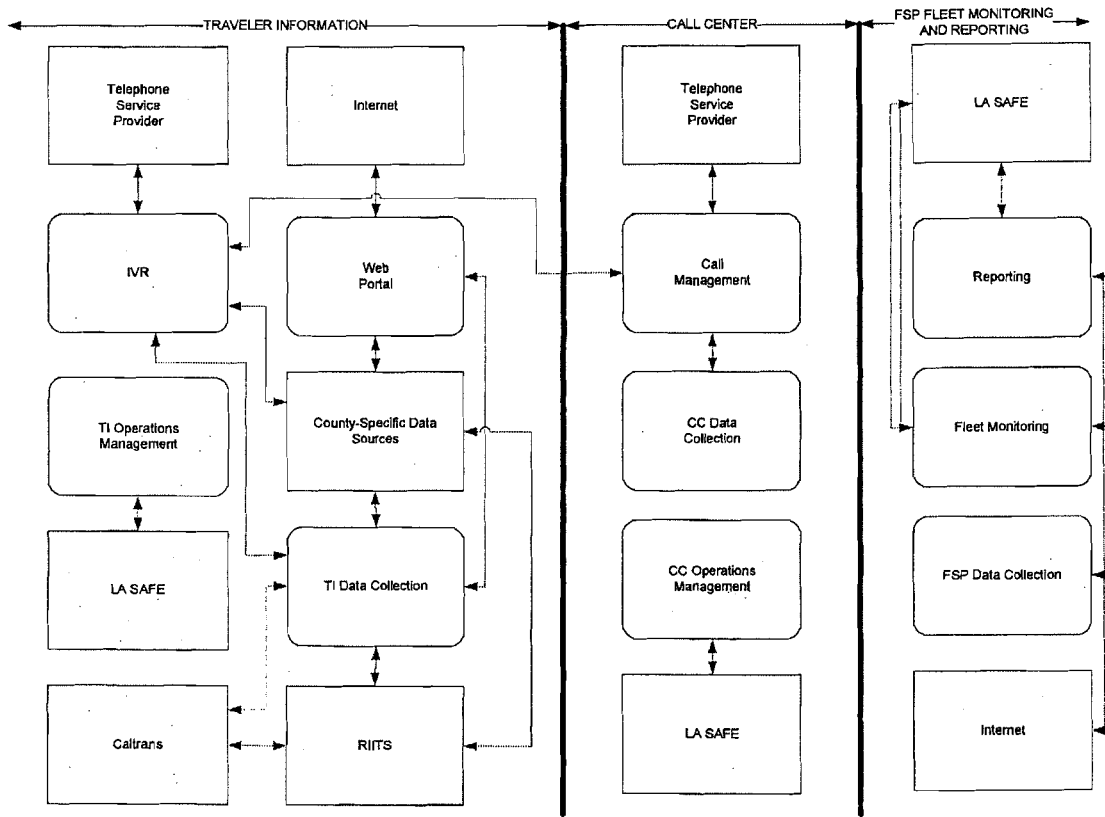 TRAVELER INFORMATION
CALL CENTER
FSP FLEET MONITORING
AND REPORTING
Telephone
Service
Provider
Internet
Telephone
Service
Provider
LA SAFE
IVR
Web
Portal
Call
Management
Reporting
TI Operations
Management
County-Specific Data
Sources
CC Data
Collection
Fleet Monitoring
LA SAFE
TI Data Collection
CC Operations
Management
FSP Data Collection
Caltrans
RIITS
LA SAFE
Internet